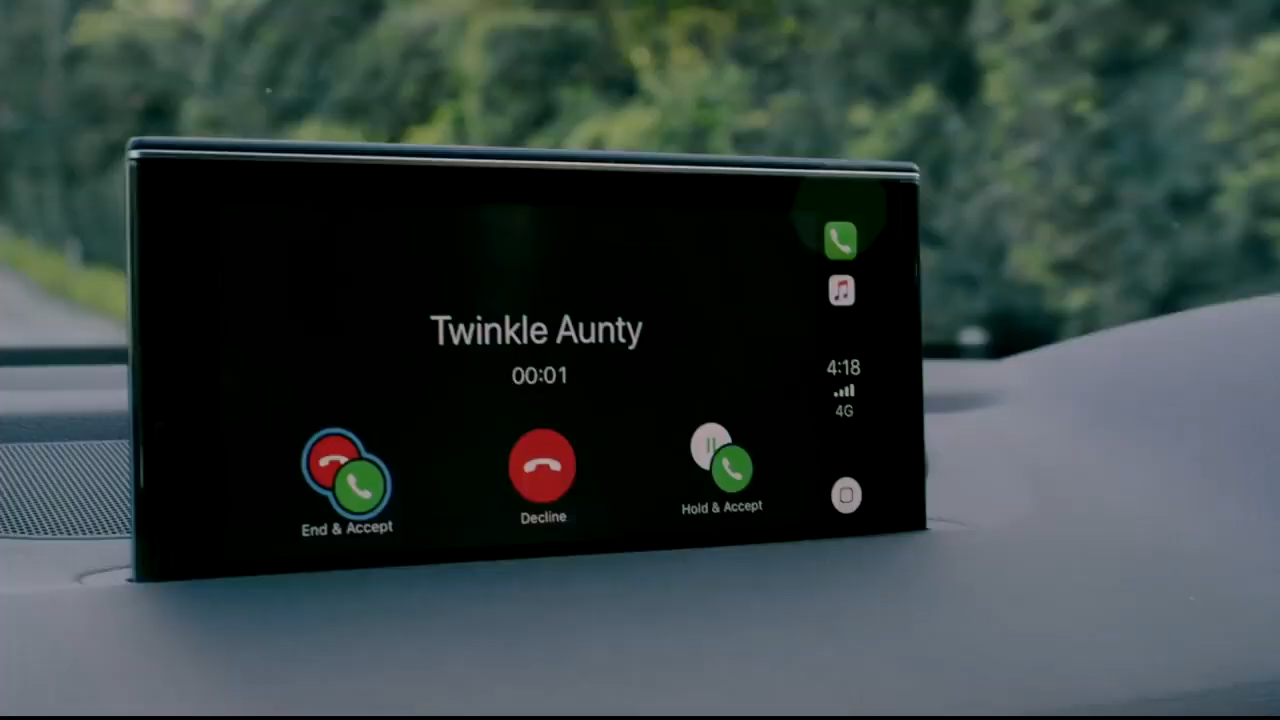 Twinkle Aunty
00:01
End & Accept
Decline
Hold & Accept
4:18
4G